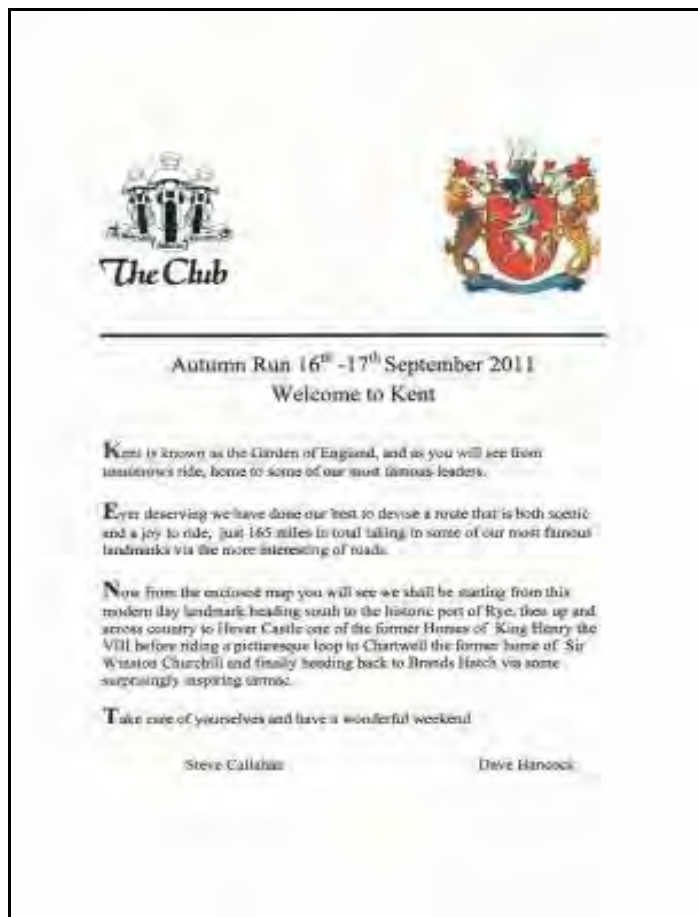 The Club
Autumn Run 16th -17th September 2011
Welcome to Kent
Kent is known as the Garden of England, and as you will see from
tomorrows ride, home to some of our most famous leaders.
Ever deserving we have done our best to devise a route that is both scenic
and a joy to ride, just 165 miles in total taking in some of our most famous
landmarks via the more interesting of roads.
Now from the enclosed map you will see we shall be starting from this
modern day landmark heading south to the historic port of Rye, then up and
across country to Hever Castle one of the former Homes of King Henry the
VIII before riding a picturesque loop to Chartwell the former home of Sir
Winston Churchill and finally heading back to Brands Hatch via some
surprisingly inspiring tarmac.
Take care of yourselves and have a wonderful weekend
Steve Callahan Dave Hancock